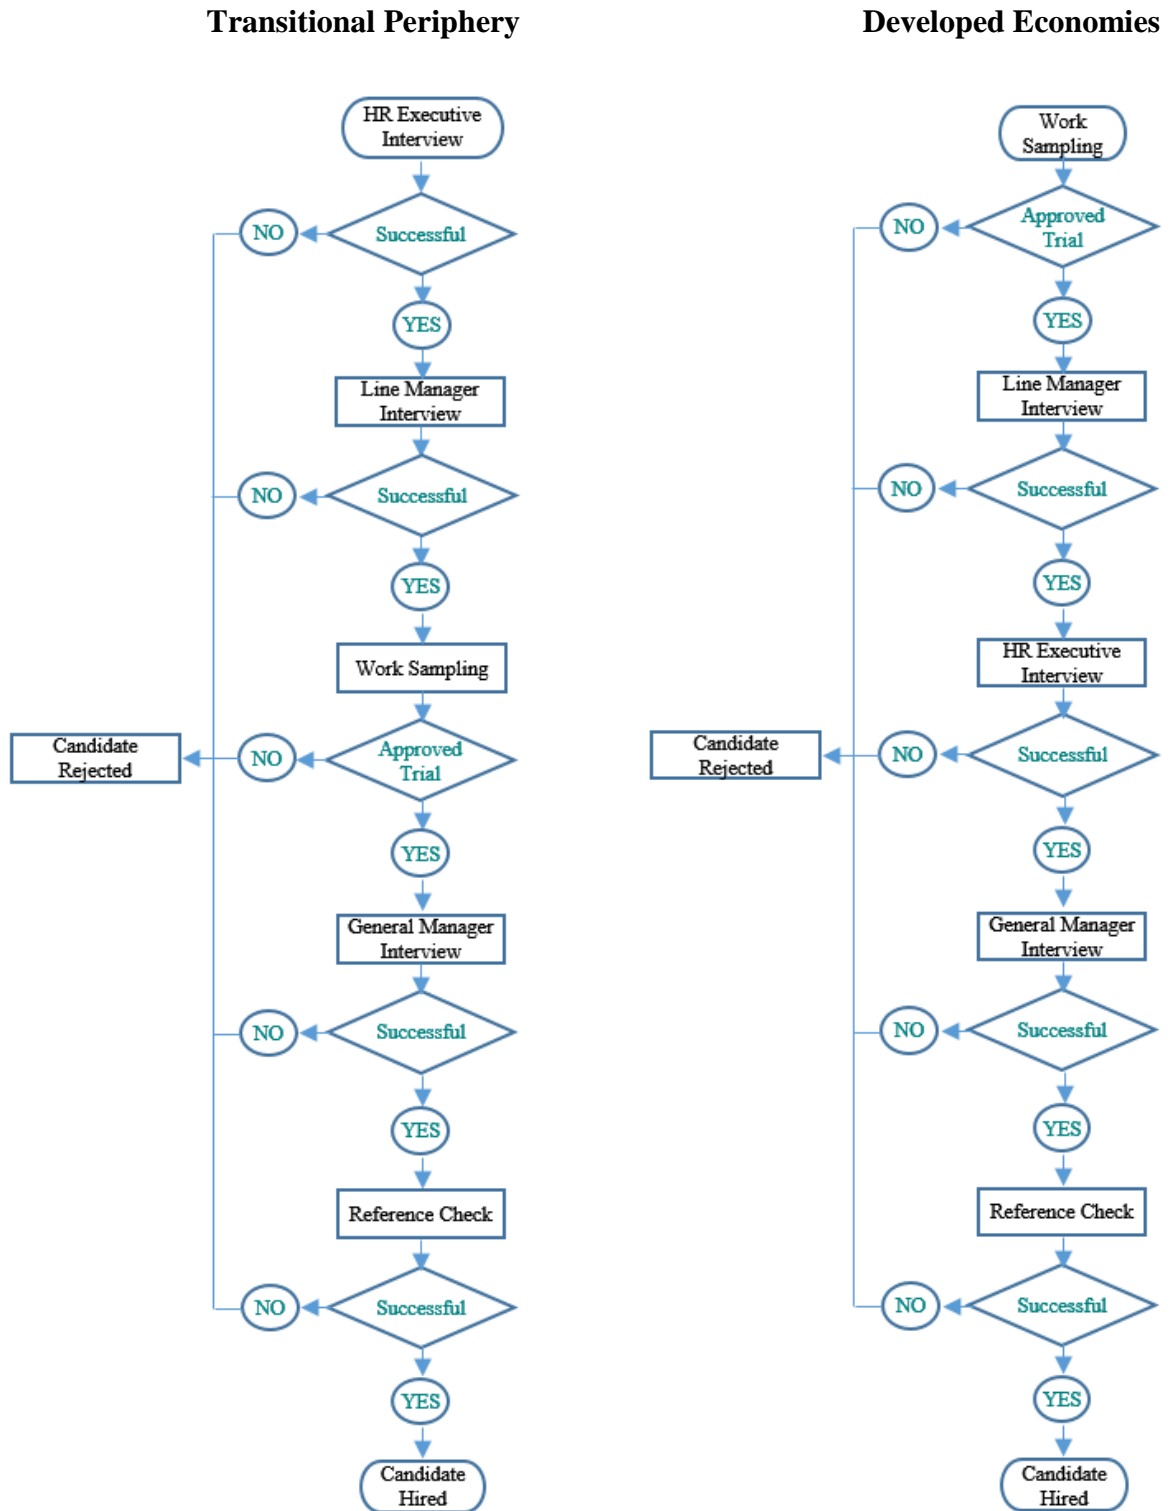 Transitional Periphery
HR Executive
Interview
Successful
NO
YES
Line Manager
Interview
Successful
NO
YES
Work Sampling
Approved
Trial
NO
Candidate
Rejected
YES
General Manager
Interview
Successful
NO
YES
Reference Check
Successful
NO
YES
Candidate
Hired
Developed Economies
Work
Sampling
Approved
Trial
NO
YES
Line Manager
Interview
Successful
NO
YES
HR Executive
Interview
Successful
NO
Candidate
Rejected
YES
General Manager
Interview
Successful
NO
YES
Reference Check
Successful
NO
YES
Candidate
Hired